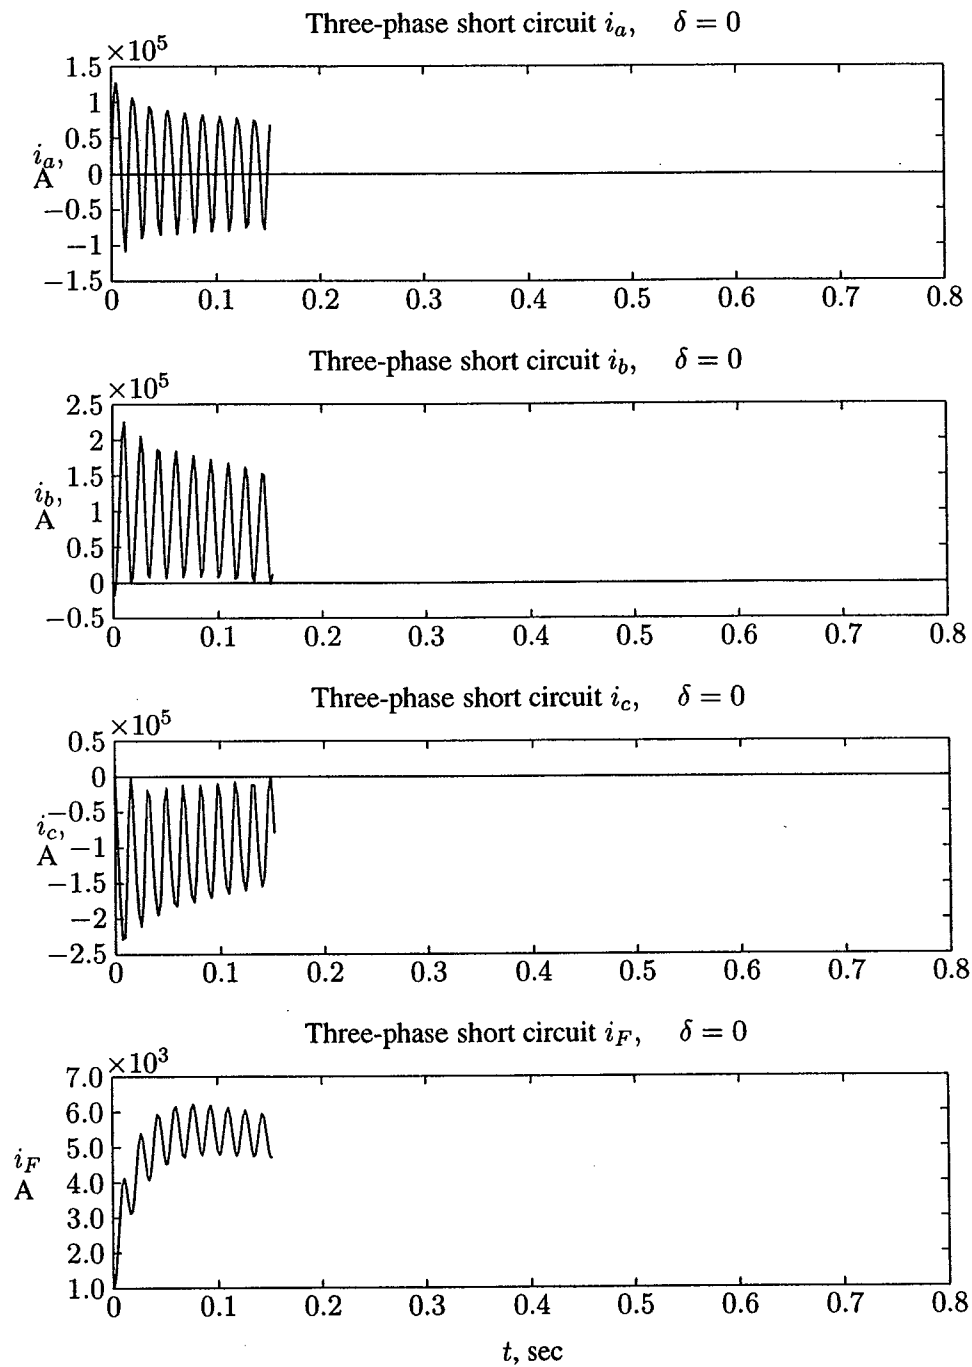 Three-phase short circuit i_a, δ = 0
×10^5
1.5
1
0.5
i_a,
A
0
−0.5
−1
−1.5
0 0.1 0.2 0.3 0.4 0.5 0.6 0.7 0.8
Three-phase short circuit i_b, δ = 0
×10^5
2.5
2
1.5
i_b,
A
1
0.5
0
−0.5
0 0.1 0.2 0.3 0.4 0.5 0.6 0.7 0.8
Three-phase short circuit i_c, δ = 0
×10^5
0.5
0
−0.5
i_c,
A
−1
−1.5
−2
−2.5
0 0.1 0.2 0.3 0.4 0.5 0.6 0.7 0.8
Three-phase short circuit i_F, δ = 0
×10^3
7.0
6.0
5.0
i_F
A
4.0
3.0
2.0
1.0
0 0.1 0.2 0.3 0.4 0.5 0.6 0.7 0.8
t, sec